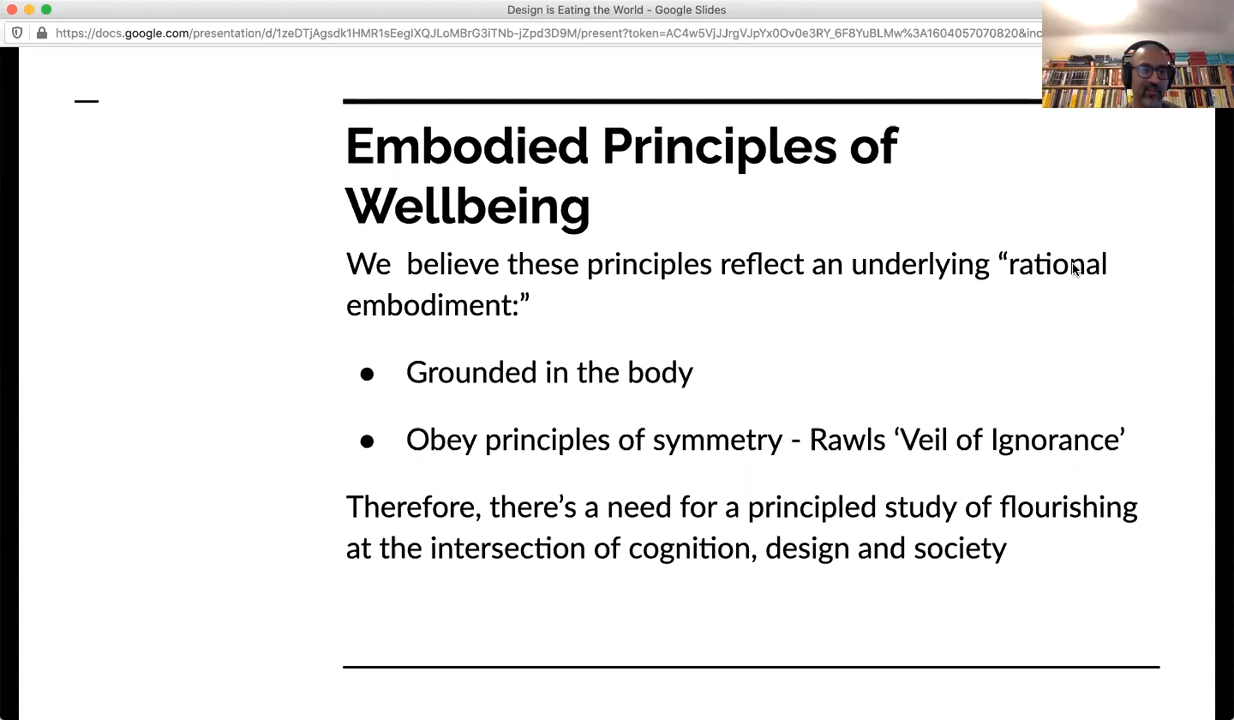 Design is Eating the World - Google Slides
https://docs.google.com/presentation/d/1zeDTjAgsdk1HMR1sEegIXQJLoMBrG3iTNb-jZpd3D9M/present?token=AC4w5VjJJrgVJpYx0Ov0e3RY_6F8YuBLMw%3A1604057070820&inc
Embodied Principles of
Wellbeing
We believe these principles reflect an underlying “rational
embodiment:”
● Grounded in the body
● Obey principles of symmetry - Rawls ‘Veil of Ignorance’
Therefore, there’s a need for a principled study of flourishing
at the intersection of cognition, design and society